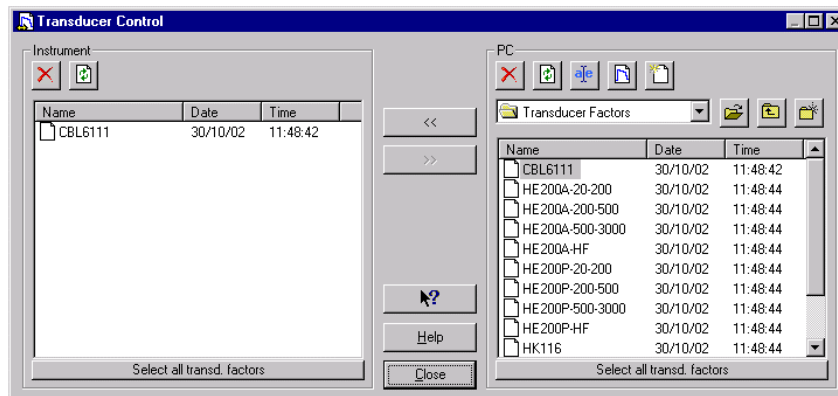 Transducer Control
Instrument
Name Date Time
CBL6111 30/10/02 11:48:42
Select all transd. factors
<<
>>
?
Help
Close
PC
a|e
Transducer Factors
Name Date Time
CBL6111 30/10/02 11:48:42
HE200A-20-200 30/10/02 11:48:44
HE200A-200-500 30/10/02 11:48:44
HE200A-500-3000 30/10/02 11:48:44
HE200A-HF 30/10/02 11:48:44
HE200P-20-200 30/10/02 11:48:44
HE200P-200-500 30/10/02 11:48:44
HE200P-500-3000 30/10/02 11:48:44
HE200P-HF 30/10/02 11:48:44
HK116 30/10/02 11:48:44
Select all transd. factors